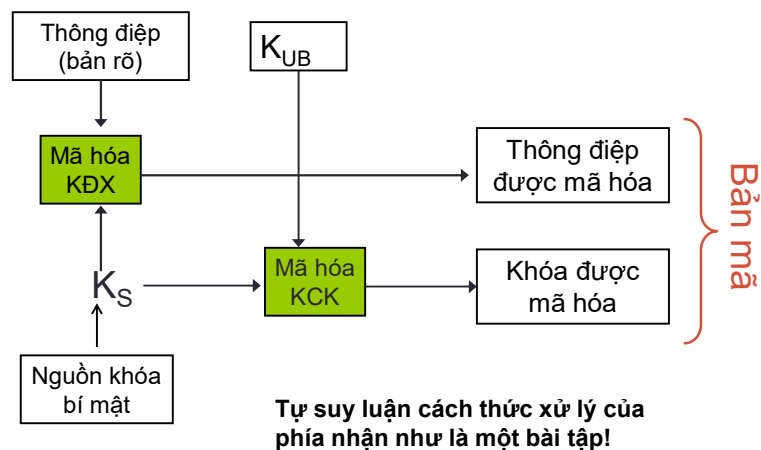 Thông điệp
(bản rõ)
K_UB
Mã hóa
KĐX
Thông điệp
được mã hóa
Bản mã
K_S
Mã hóa
KCK
Khóa được
mã hóa
Nguồn khóa
bí mật
Tự suy luận cách thức xử lý của
phía nhận như là một bài tập!